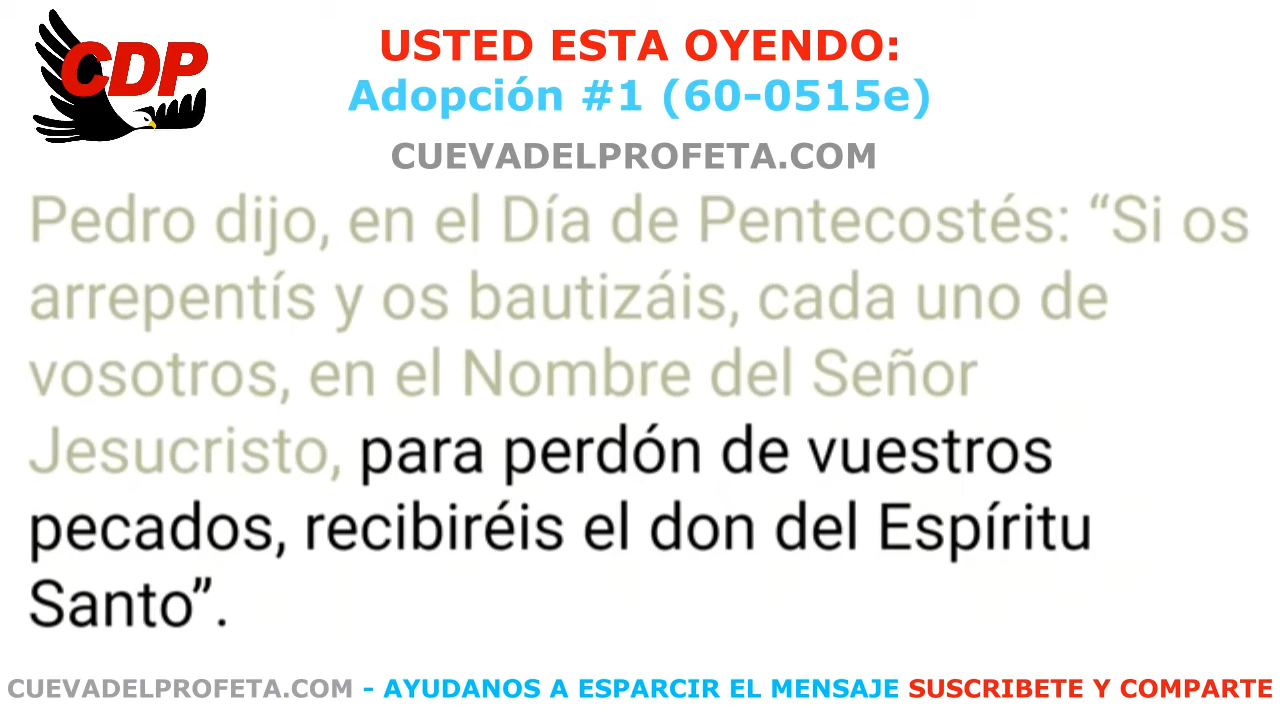 CDP
USTED ESTA OYENDO:
Adopción #1 (60-0515e)
CUEVADELPROFETA.COM
Pedro dijo, en el Día de Pentecostés: “Si os
arrepentís y os bautizáis, cada uno de
vosotros, en el Nombre del Señor
Jesucristo, para perdón de vuestros
pecados, recibiréis el don del Espíritu
Santo”.
CUEVADELPROFETA.COM - AYUDANOS A ESPARCIR EL MENSAJE SUSCRIBETE Y COMPARTE